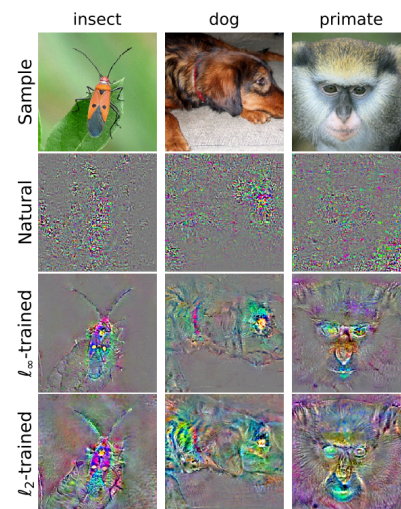 insect dog primate
Sample
Natural
ℓ∞-trained
ℓ2-trained